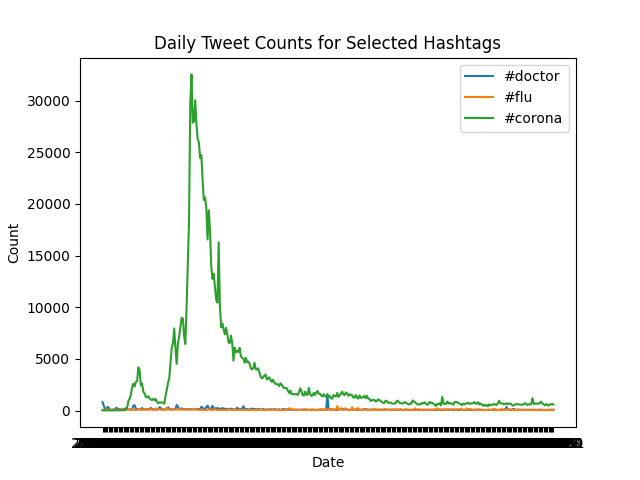 Daily Tweet Counts for Selected Hashtags
#doctor
#flu
#corona
30000
25000
20000
15000
10000
5000
0
Count
Date